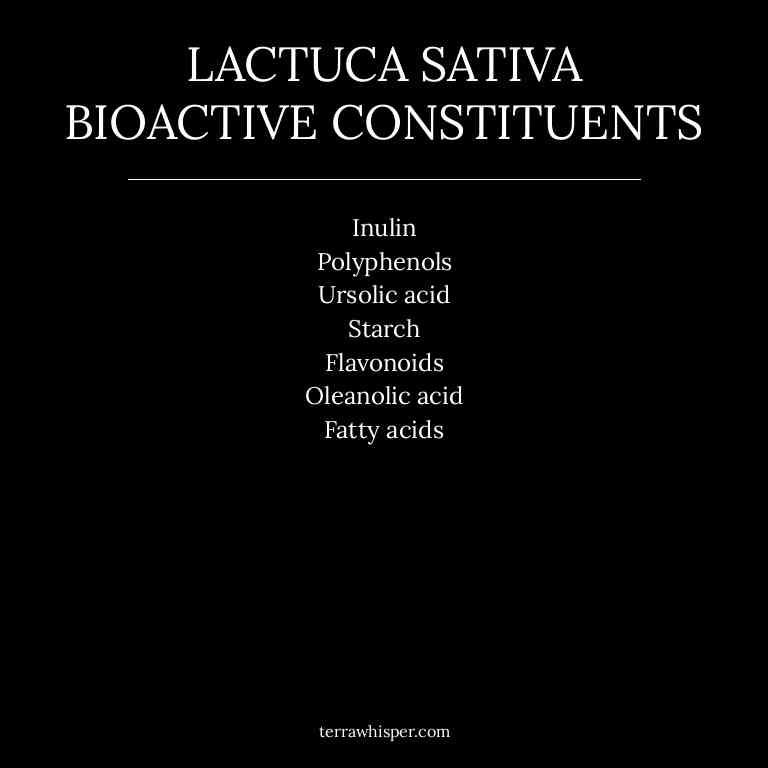 LACTUCA SATIVA
BIOACTIVE CONSTITUENTS
Inulin
Polyphenols
Ursolic acid
Starch
Flavonoids
Oleanolic acid
Fatty acids
terrawhisper.com